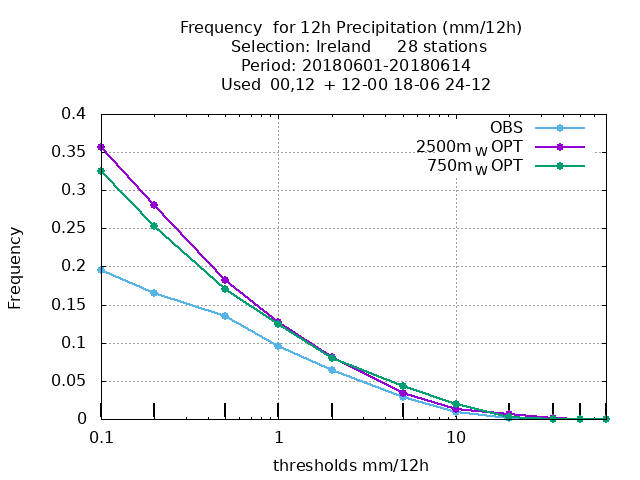 Frequency  for 12h Precipitation (mm/12h)
Selection: Ireland     28 stations
Period: 20180601-20180614
Used  00,12  + 12-00 18-06 24-12
OBS
2500m W OPT
750m W OPT
0.4
0.35
0.3
0.25
0.2
0.15
0.1
0.05
0
Frequency
0.1 1 10
thresholds mm/12h